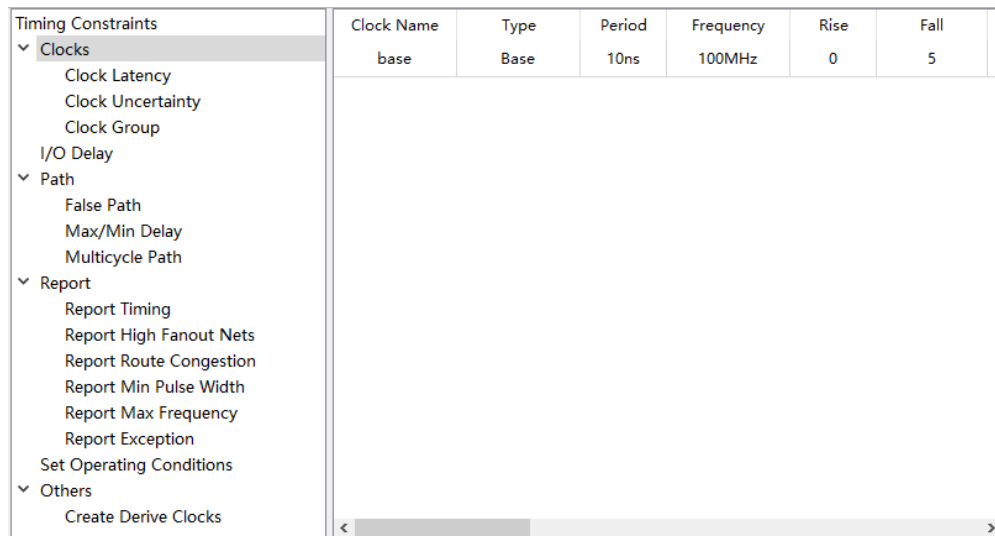 Timing Constraints
Clocks
Clock Latency
Clock Uncertainty
Clock Group
I/O Delay
Path
False Path
Max/Min Delay
Multicycle Path
Report
Report Timing
Report High Fanout Nets
Report Route Congestion
Report Min Pulse Width
Report Max Frequency
Report Exception
Set Operating Conditions
Others
Create Derive Clocks
Clock Name Type Period Frequency Rise Fall
base Base 10ns 100MHz 0 5